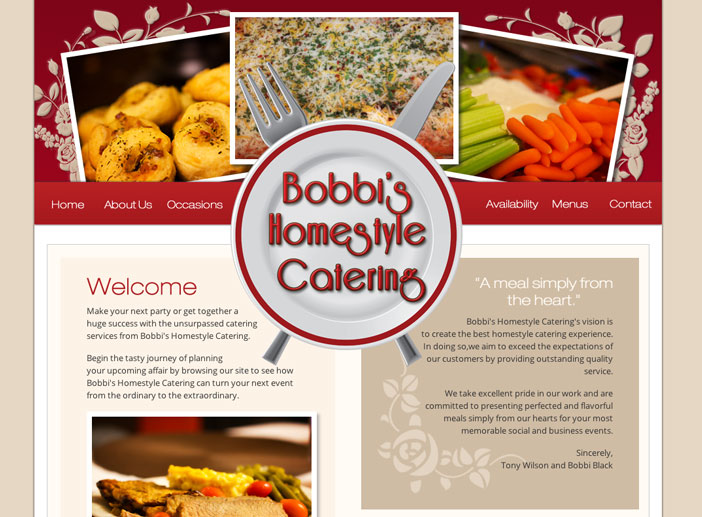 Bobbi's
Homestyle
Catering
Home About Us Occasions
Availability Menus Contact
Welcome
Make your next party or get together a
huge success with the unsurpassed catering
services from Bobbi's Homestyle Catering.
Begin the tasty journey of planning
your upcoming affair by browsing our site to see how
Bobbi's Homestyle Catering can turn your next event
from the ordinary to the extraordinary.
"A meal simply from
the heart."
Bobbi's Homestyle Catering's vision is
to create the best homestyle catering experience.
In doing so,we aim to exceed the expectations of
our customers by providing outstanding quality
service.
We take excellent pride in our work and are
committed to presenting perfected and flavorful
meals simply from our hearts for your most
memorable social and business events.
Sincerely,
Tony Wilson and Bobbi Black